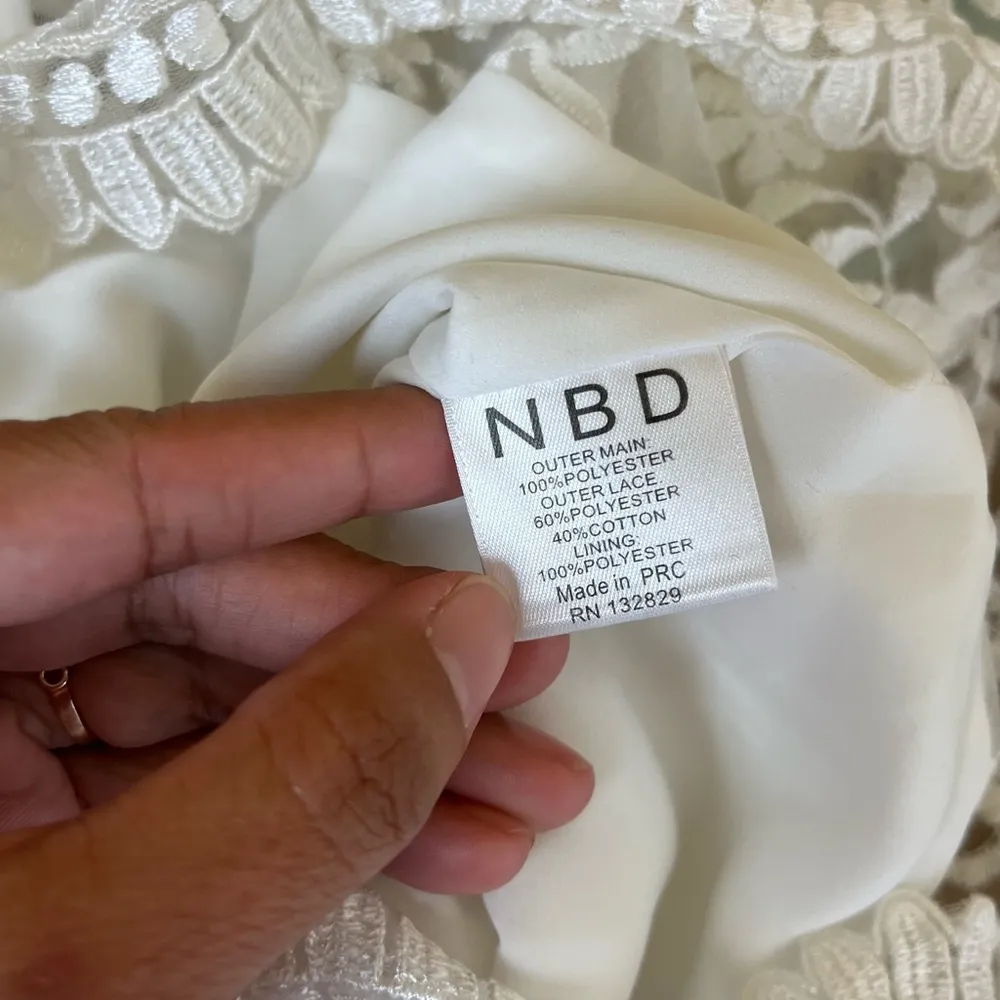 NBD
OUTER MAIN:
100%POLYESTER
OUTER LACE
60%POLYESTER
40%COTTON
LINING:
100%POLYESTER
Made in PRC
RN 132829